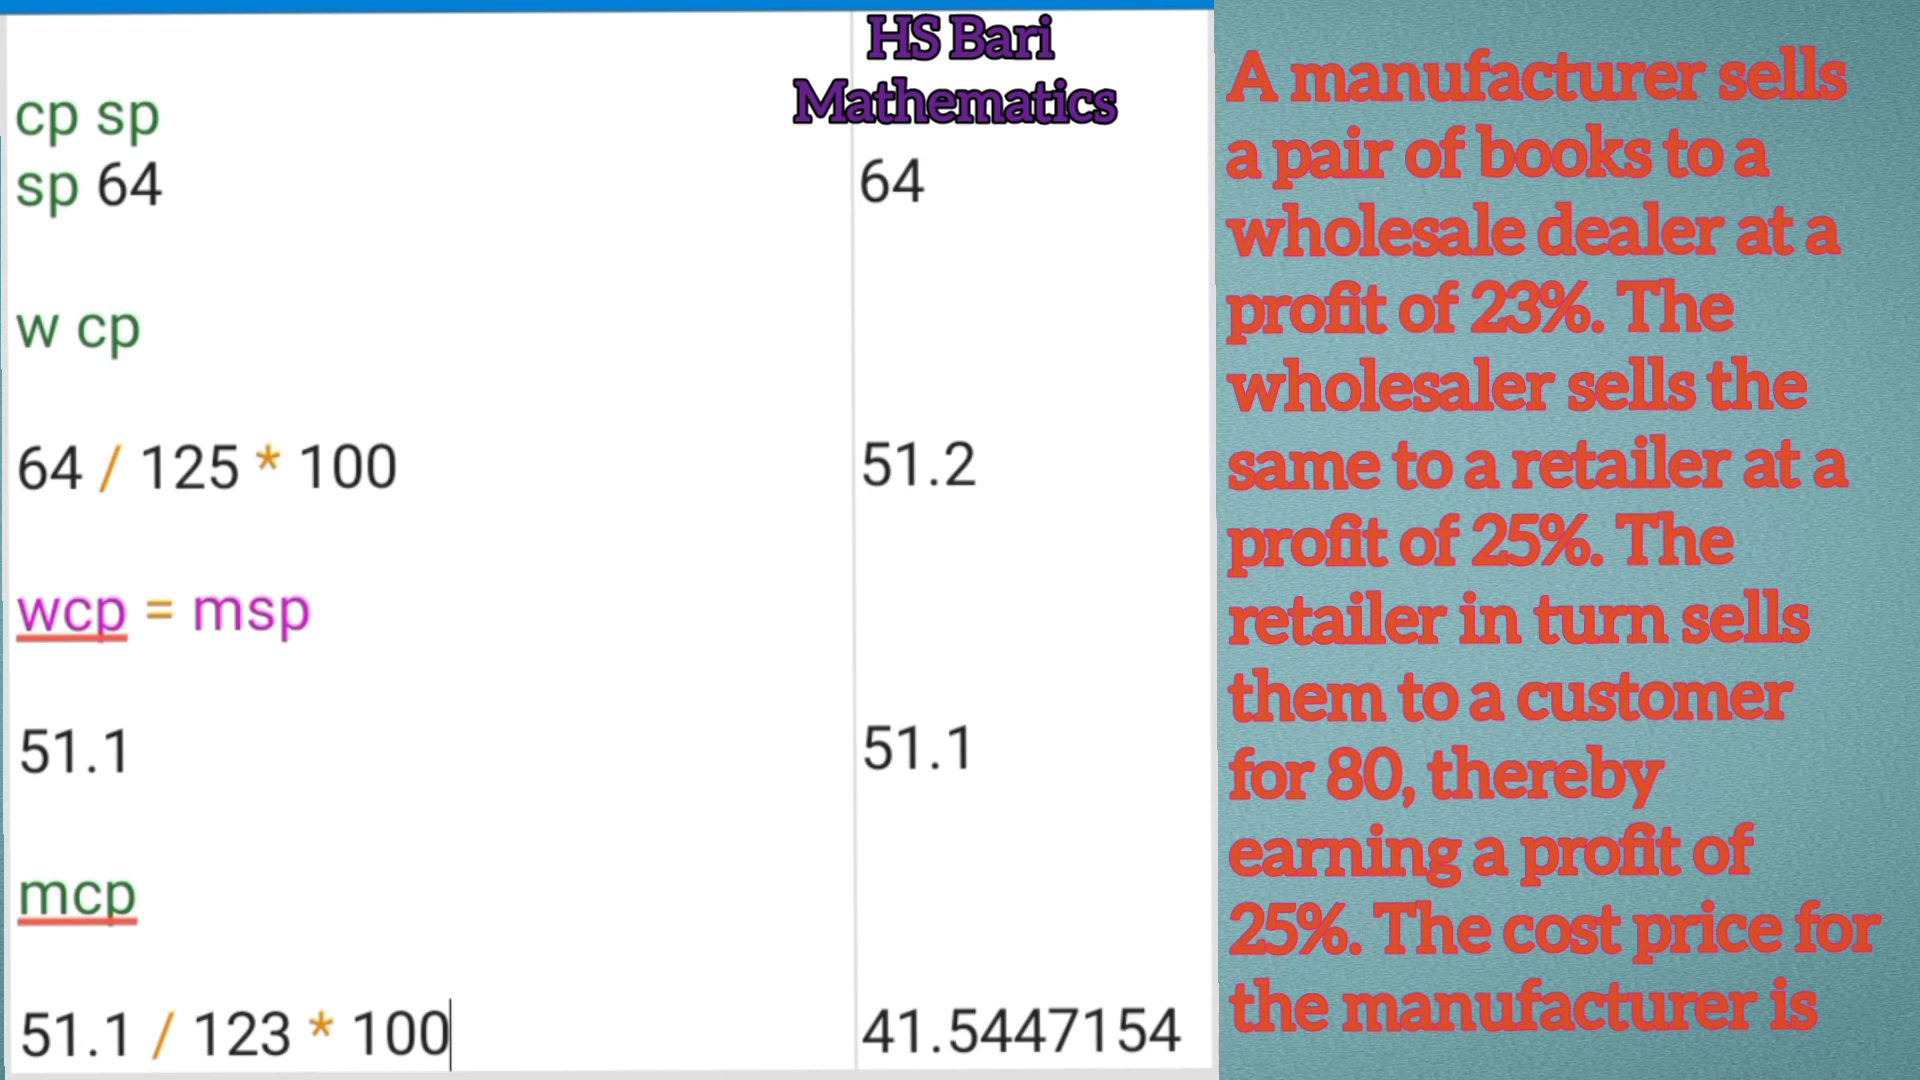 HS Bari
Mathematics
cp sp
sp 64
64
w cp
64 / 125 * 100
51.2
wcp = msp
51.1
51.1
mcp
51.1 / 123 * 100
41.5447154
A manufacturer sells
a pair of books to a
wholesale dealer at a
profit of 23%. The
wholesaler sells the
same to a retailer at a
profit of 25%. The
retailer in turn sells
them to a customer
for 80, thereby
earning a profit of
25%. The cost price for
the manufacturer is